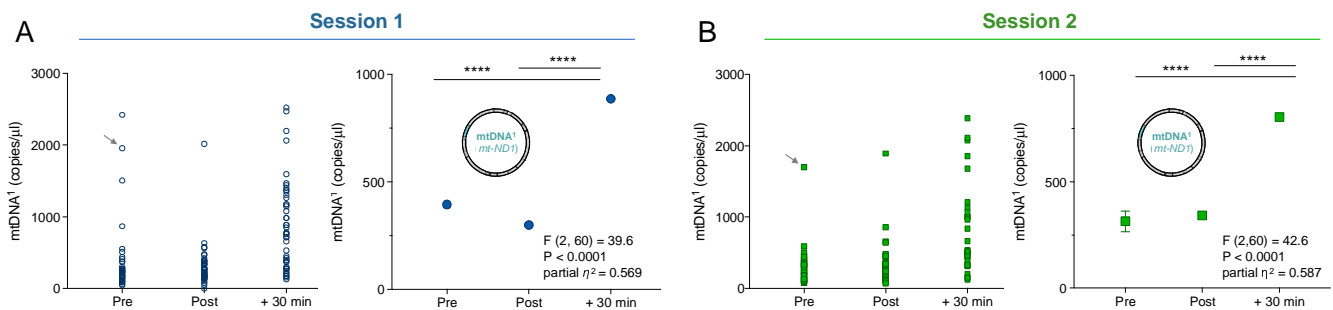 Session 1
Session 2
A
B
mtDNA¹ (copies/µl)
3000
2000
1000
0
Pre
Post
+ 30 min
mtDNA¹ (copies/µl)
1000
500
0
****
****
mtDNA¹
mt-ND1)
F (2, 60) = 39.6
P < 0.0001
partial η² = 0.569
Pre
Post
+ 30 min
mtDNA¹ (copies/µl)
3000
2000
1000
0
Pre
Post
+ 30 min
mtDNA¹ (copies/µl)
1000
500
0
****
****
mtDNA¹
(mt-ND1)
F (2,60) = 42.6
P < 0.0001
partial η² = 0.587
Pre
Post
+ 30 min